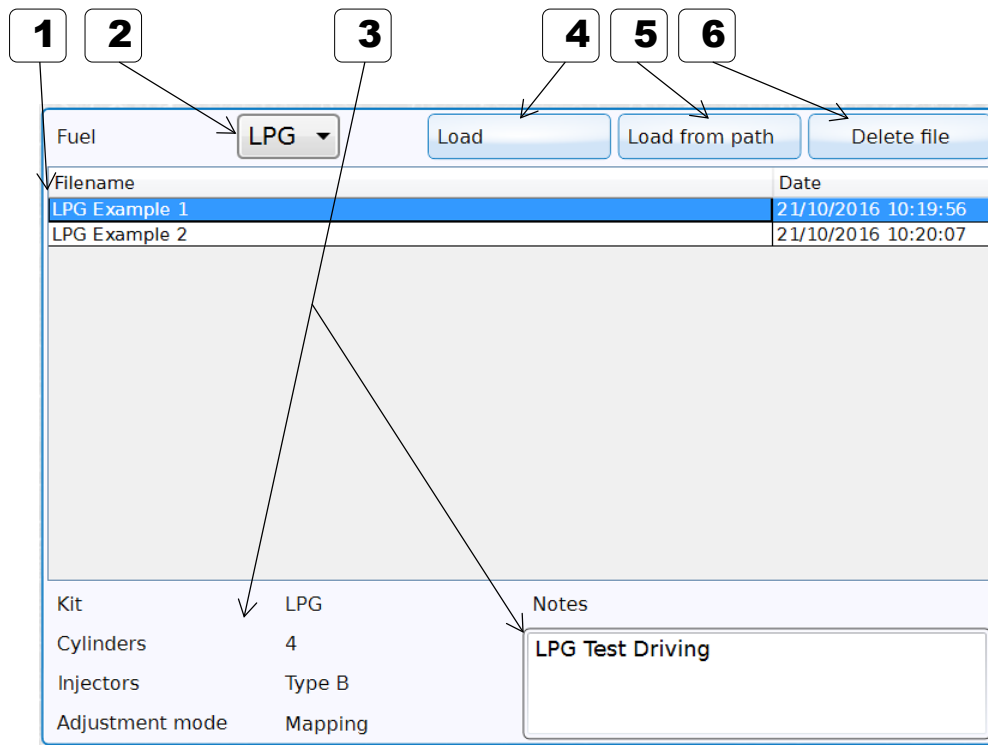 1 2 3 4 5 6
Fuel LPG Load Load from path Delete file
Filename Date
LPG Example 1 21/10/2016 10:19:56
LPG Example 2 21/10/2016 10:20:07
Kit LPG Notes
Cylinders 4 LPG Test Driving
Injectors Type B
Adjustment mode Mapping